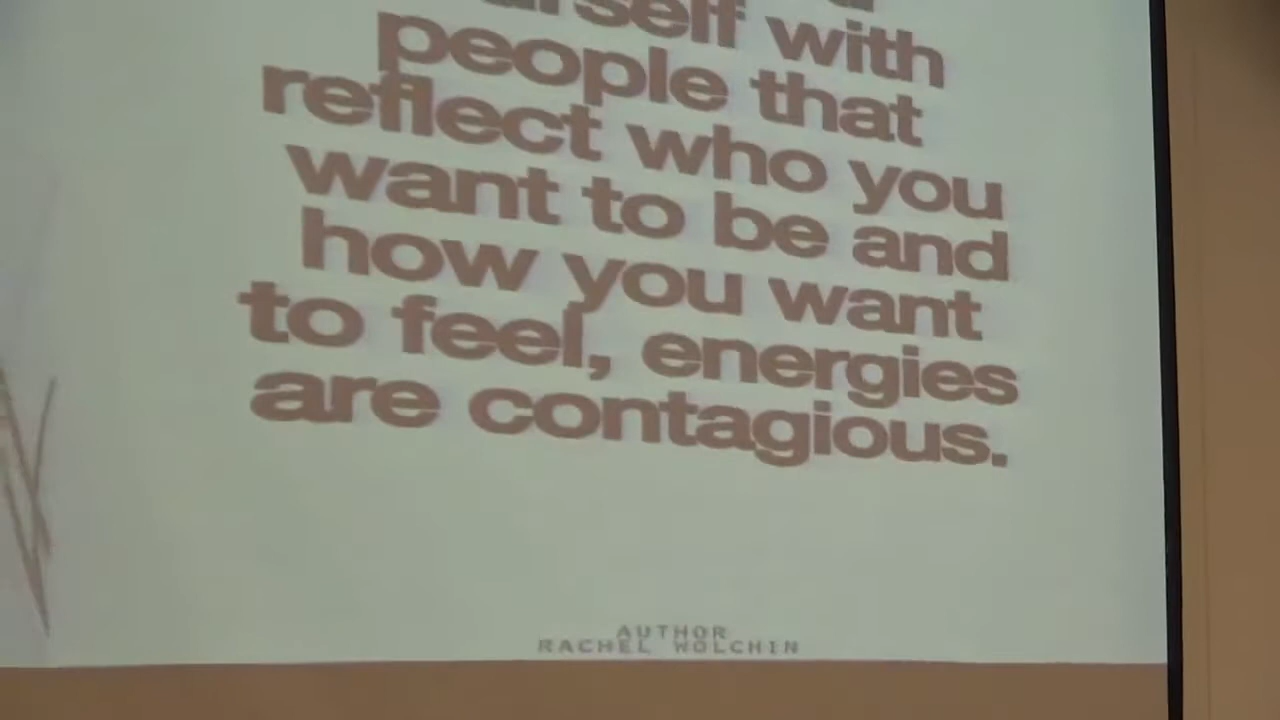 with
people that
reflect who you
want to be and
how you want
to feel, energies
are contagious.
AUTHOR
RACHEL WOLCHIN